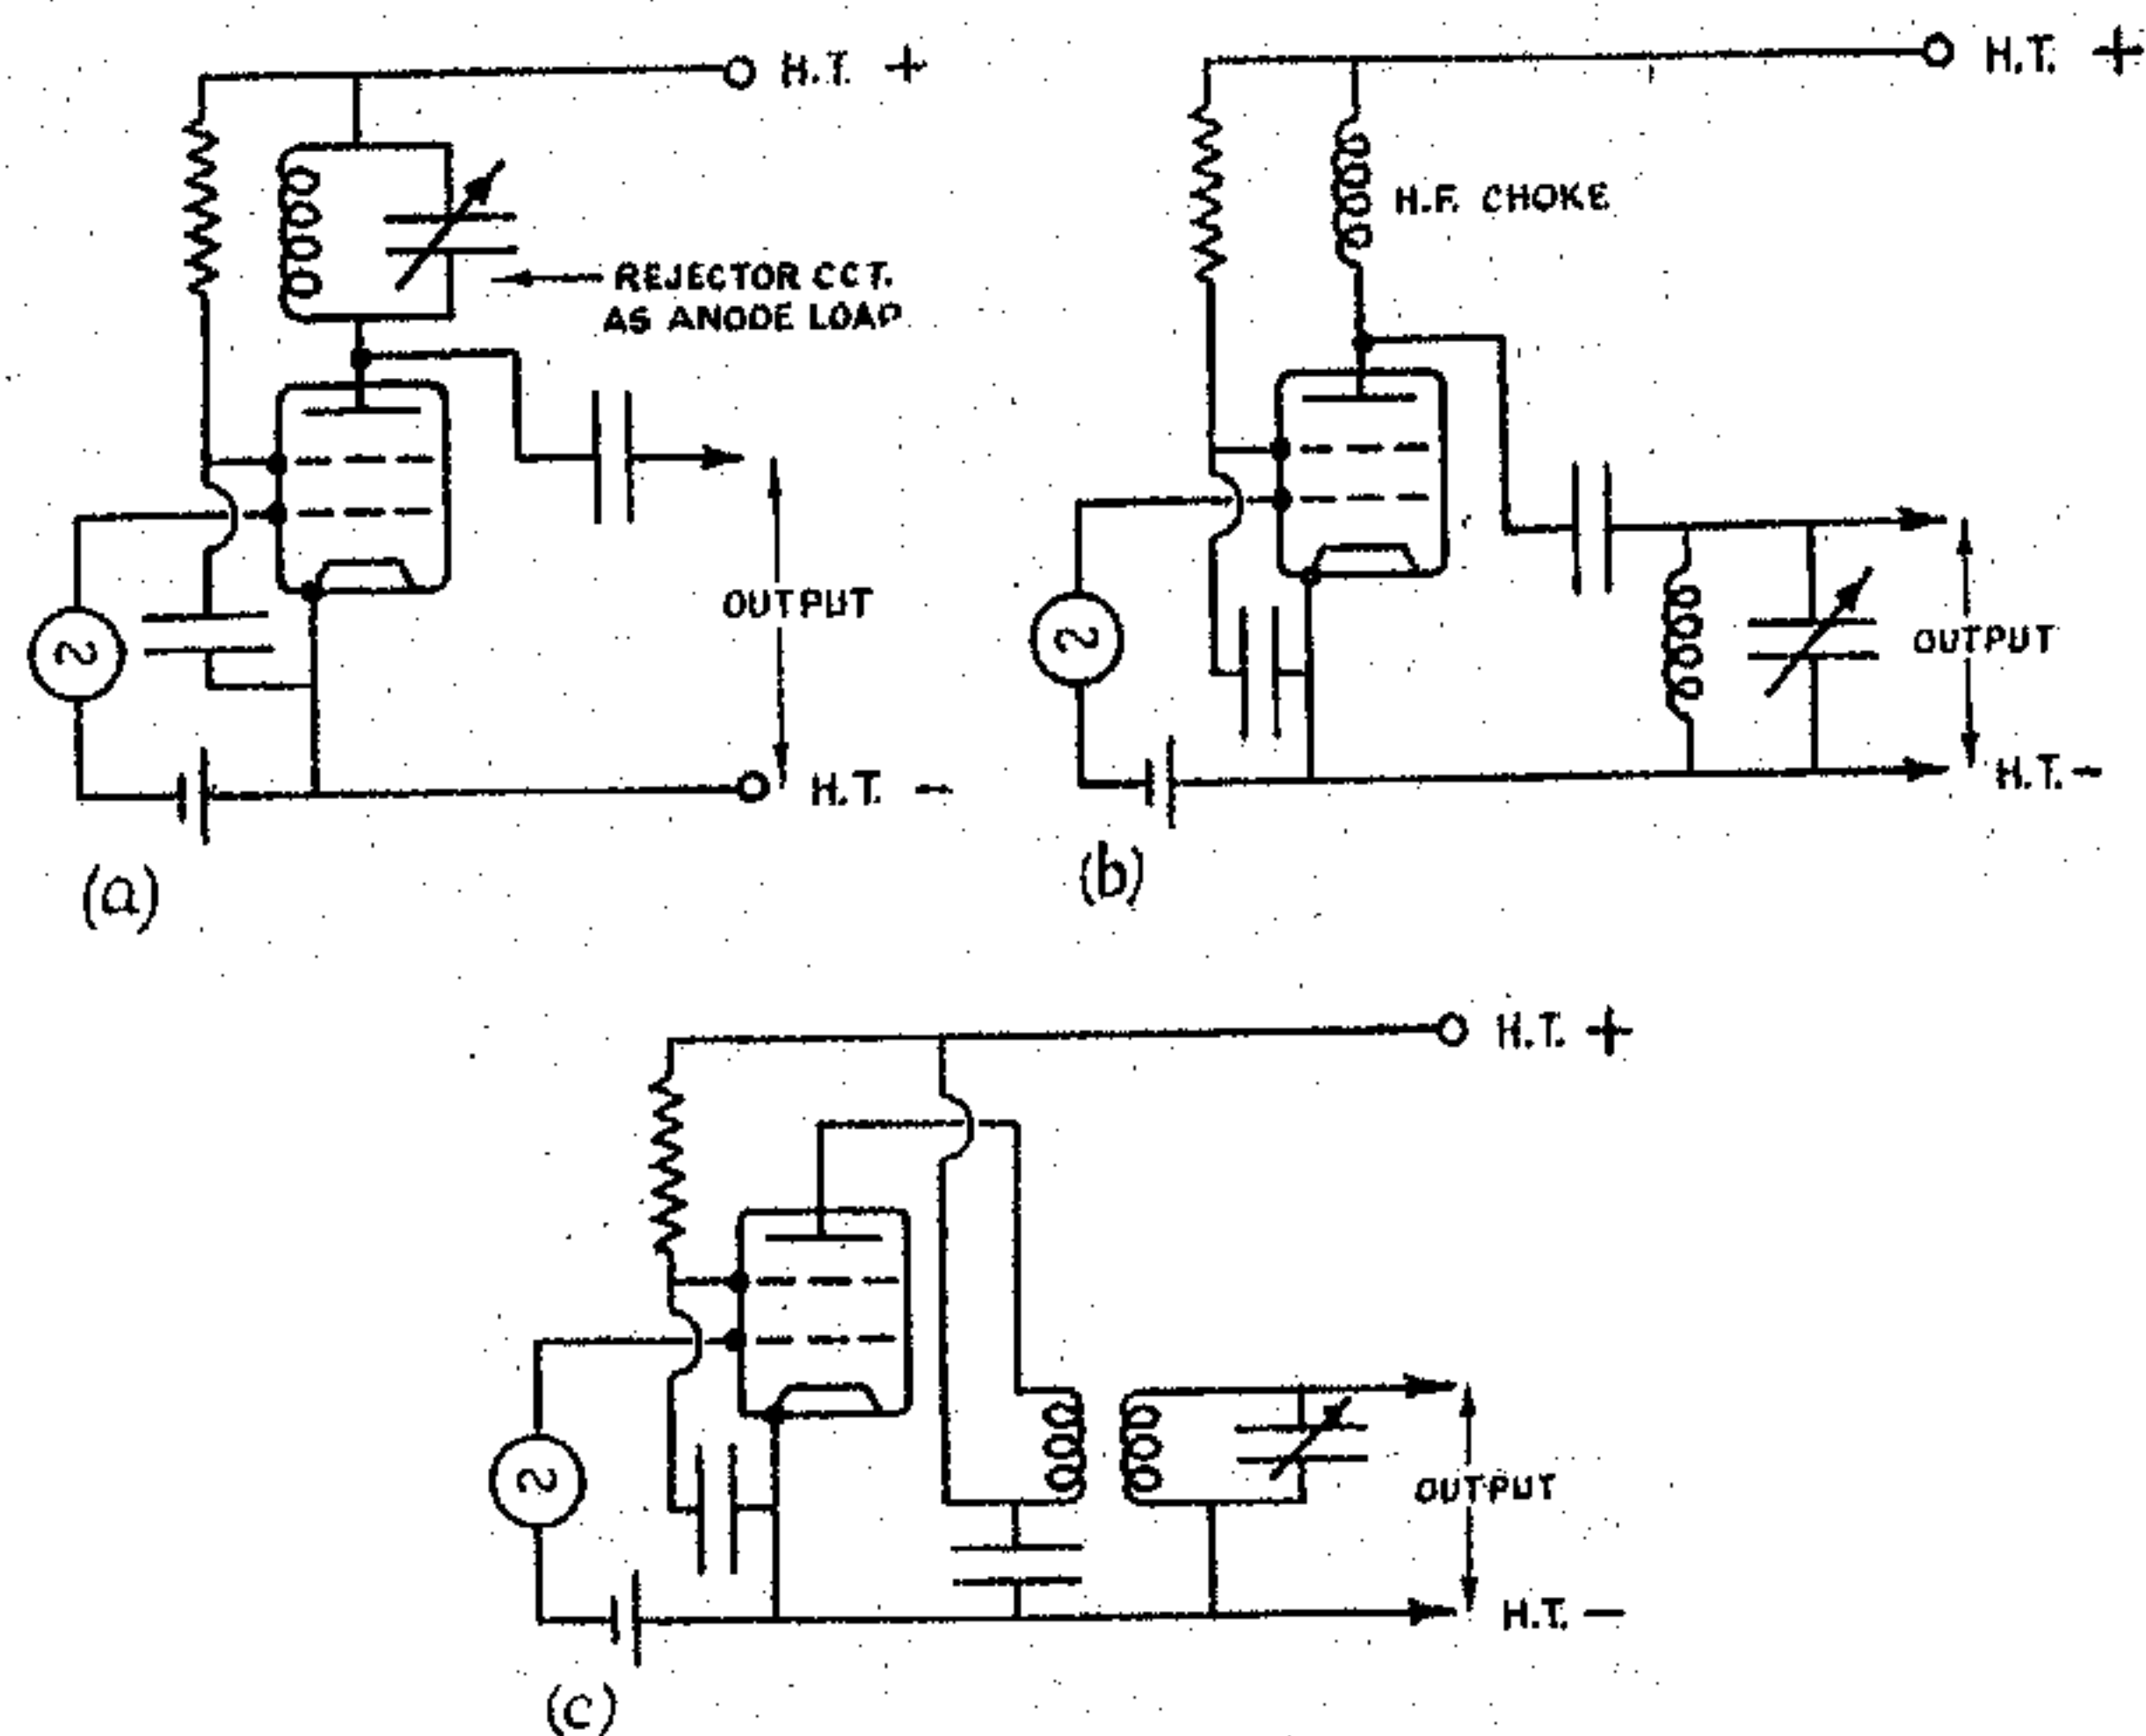 H.T. +
REJECTOR CCT.
AS ANODE LOAD
OUTPUT
H.T. -
(a)
H.T. +
H.F. CHOKE
OUTPUT
H.T. -
(b)
H.T. +
OUTPUT
H.T. -
(c)